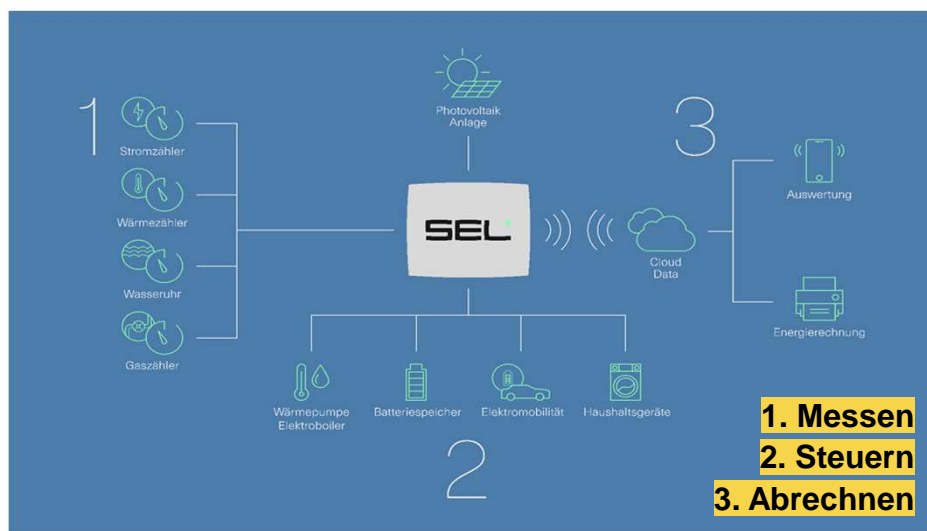 1
Stromzähler
Wärmezähler
Wasseruhr
Gaszähler
Photovoltaik
Anlage
SEL
Wärmepumpe
Elektroboiler
Batteriespeicher
Elektromobilität
Haushaltsgeräte
2
3
Cloud
Data
Auswertung
Energierechnung
1. Messen
2. Steuern
3. Abrechnen